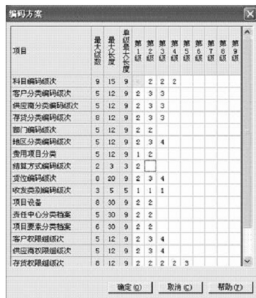 编码方案
项目 最大级数 最大长度 单级最大长度 第1级 第2级 第3级 第4级 第5级 第6级 第7级 第8级 第9级
科目编码级次 9 15 9 2 2 2
客户分类编码级次 5 12 9 2 3 3
供应商分类编码级次 5 12 9 2 3 3
存货分类编码级次 8 12 9 2 3 3
部门编码级次 5 12 9 2 2
地区分类编码级次 5 12 9 2 3 4
费用项目分类 5 12 9 1 2
结算方式编码级次 2 3 3 2
货位编码级次 8 20 9 2 3 4
收发类别编码级次 3 5 5 1 1 1
项目设备 8 30 9 2 2
责任中心分类档案 5 30 9 2 2
项目要素分类档案 6 30 9 2 2
客户权限组级次 5 12 9 2 3 4
供应商权限组级次 5 12 9 2 3 4
存货权限组级次 8 12 9 2 2 2 2 3
确定(O) 取消(C) 帮助(H)